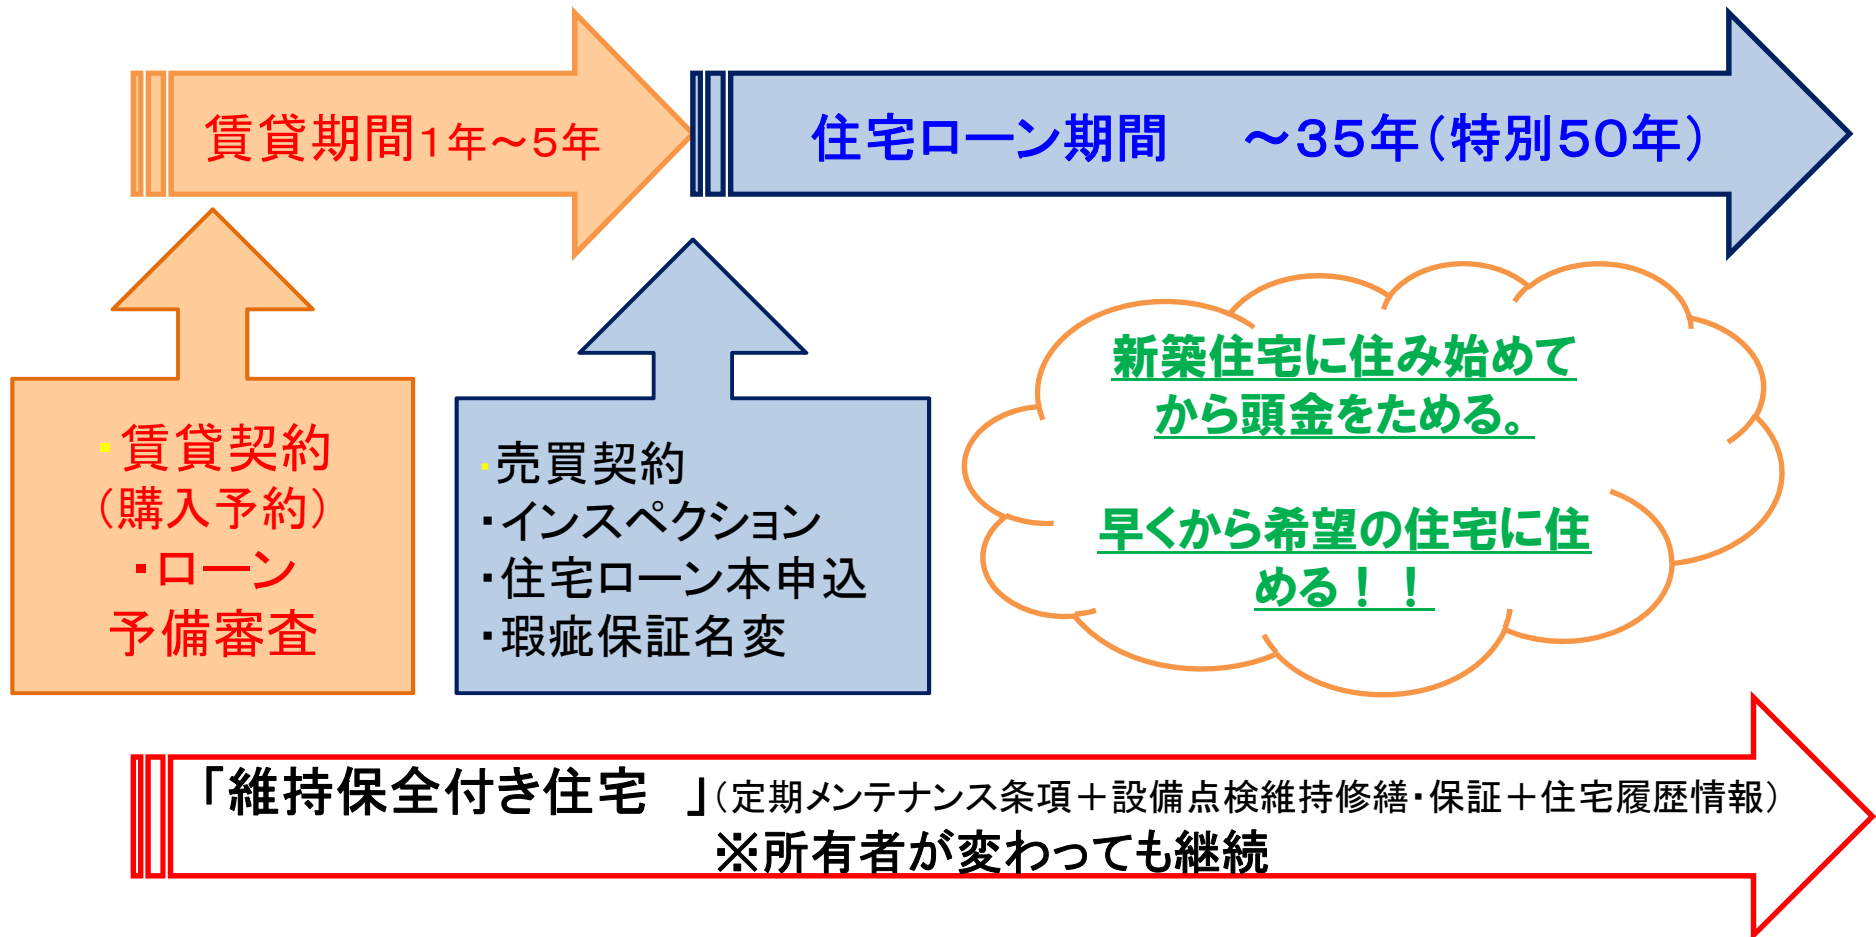 賃貸期間1年～5年
住宅ローン期間　～35年(特別50年)
・賃貸契約
(購入予約)
・ローン
予備審査
・売買契約
・インスペクション
・住宅ローン本申込
・瑕疵保証名変
新築住宅に住み始めて
から頭金をためる。
早くから希望の住宅に住
める！！
「維持保全付き住宅　」(定期メンテナンス条項＋設備点検維持修繕・保証＋住宅履歴情報)
※所有者が変わっても継続